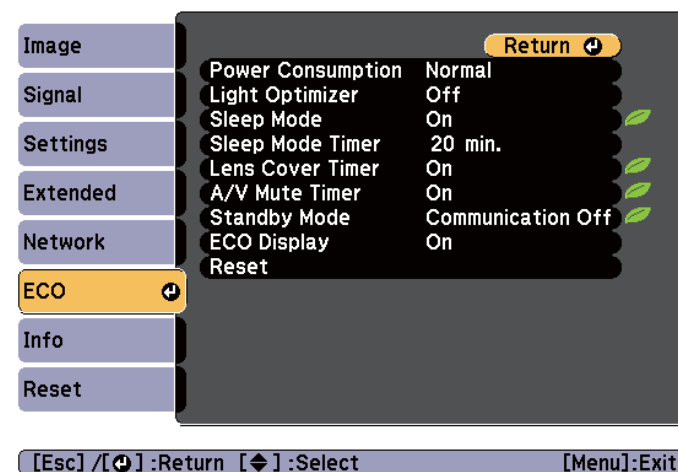 Image
Signal
Settings
Extended
Network
ECO
Info
Reset
Return
Power Consumption Normal
Light Optimizer Off
Sleep Mode On
Sleep Mode Timer 20 min.
Lens Cover Timer On
A/V Mute Timer On
Standby Mode Communication Off
ECO Display On
Reset
[Esc] /[ ] :Return [ ] :Select [Menu]:Exit